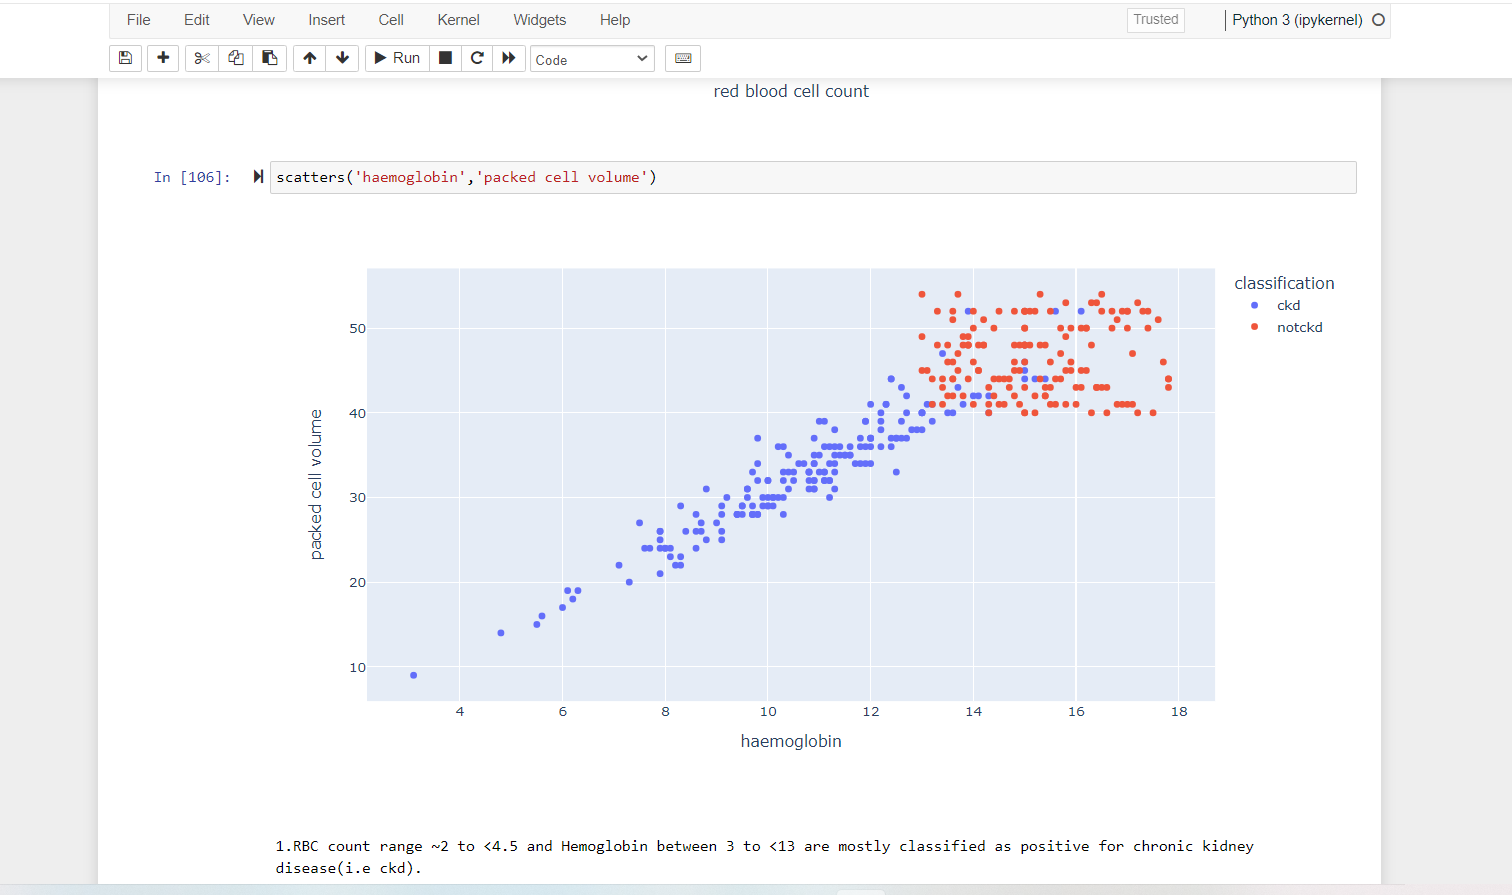 File Edit View Insert Cell Kernel Widgets Help Trusted Python 3 (ipykernel)
Run Code
red blood cell count
In [106]: scatters('haemoglobin','packed cell volume')
classification
ckd
notckd
50
40
30
20
10
packed cell volume
4 6 8 10 12 14 16 18
haemoglobin
1.RBC count range ~2 to <4.5 and Hemoglobin between 3 to <13 are mostly classified as positive for chronic kidney
disease(i.e ckd).